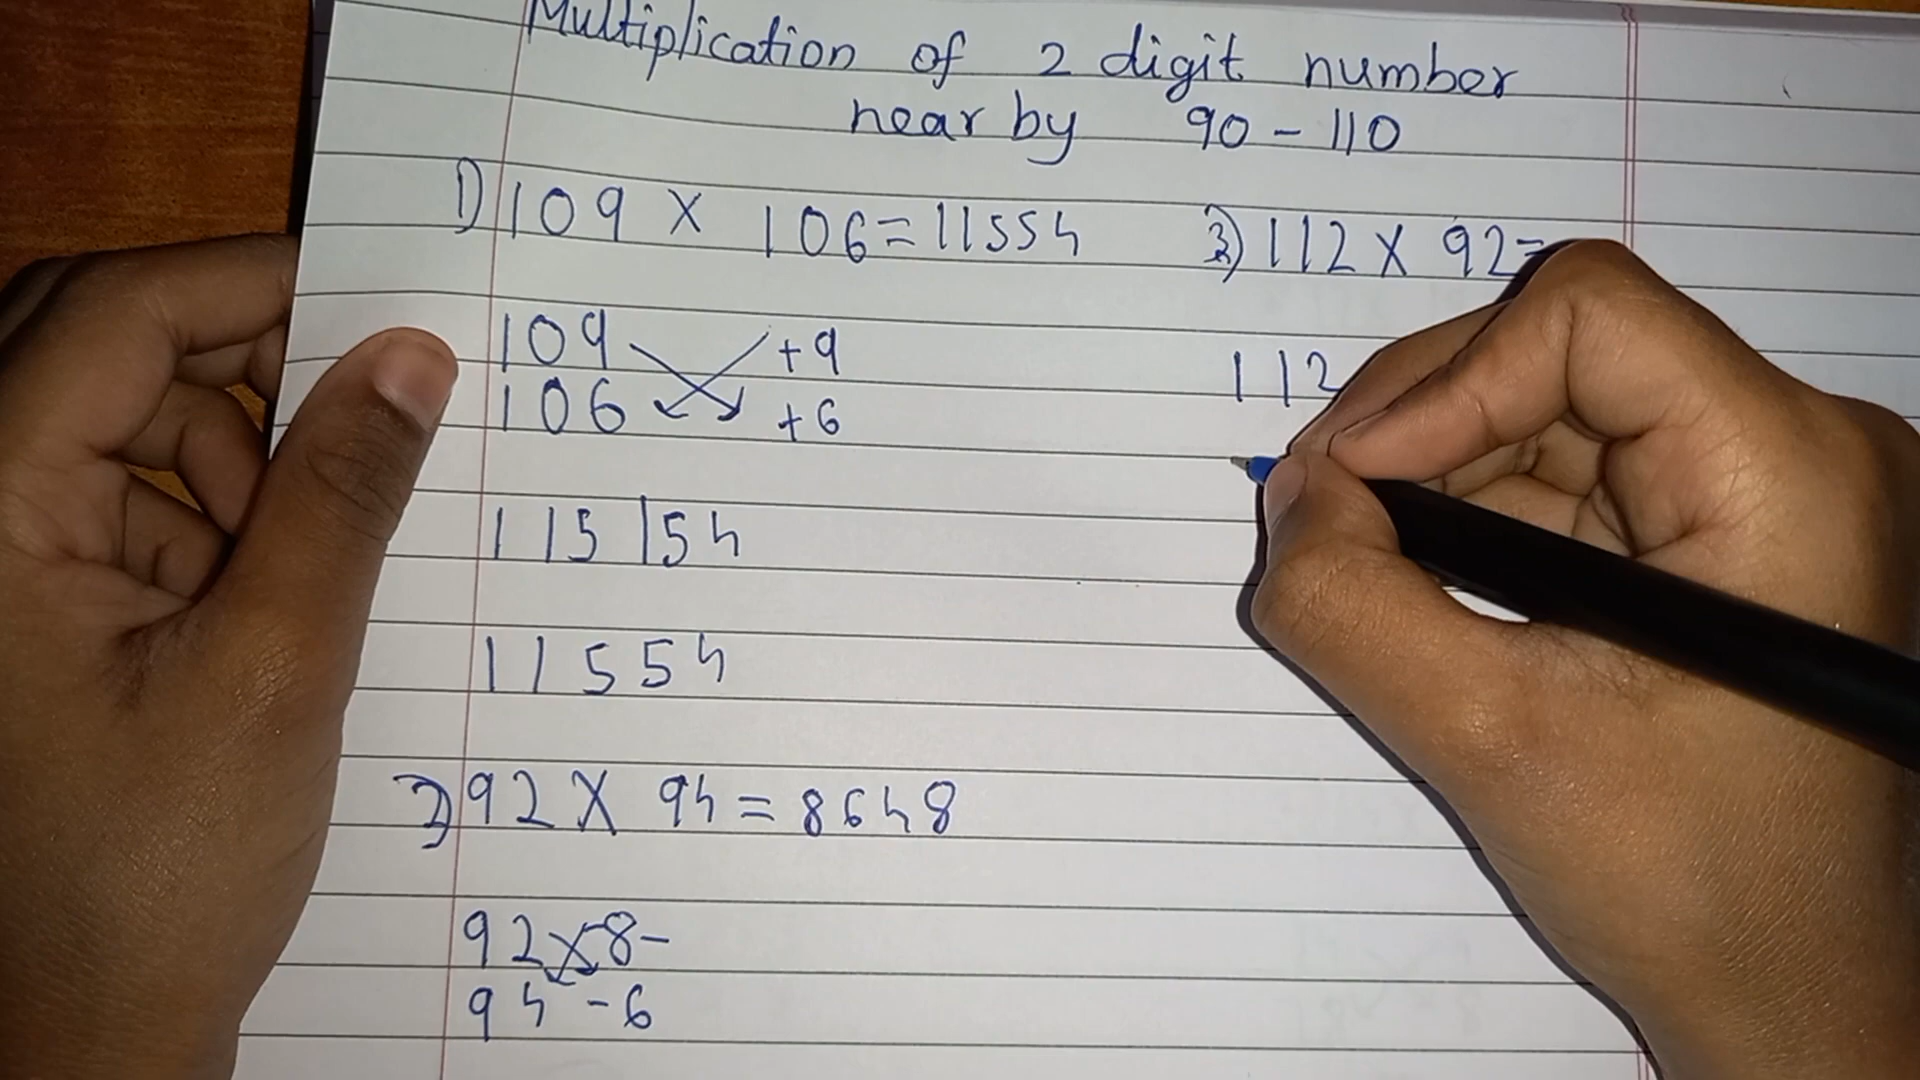 Multiplication of 2 digit number
near by 90 - 110
1) 109 X 106 = 11554
109 +9
106 +6
115 | 54
11554
2) 92 X 94 = 8648
92 8-
94 -6
3) 112 X 92 =
112